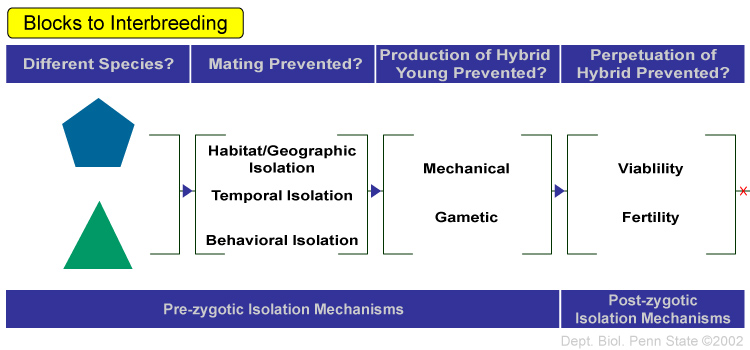 Blocks to Interbreeding
Different Species?
Mating Prevented?
Production of Hybrid
Young Prevented?
Perpetuation of
Hybrid Prevented?
Habitat/Geographic
Isolation
Temporal Isolation
Behavioral Isolation
Mechanical
Gametic
Viablility
Fertility
Pre-zygotic Isolation Mechanisms
Post-zygotic
Isolation Mechanisms
Dept. Biol. Penn State ©2002